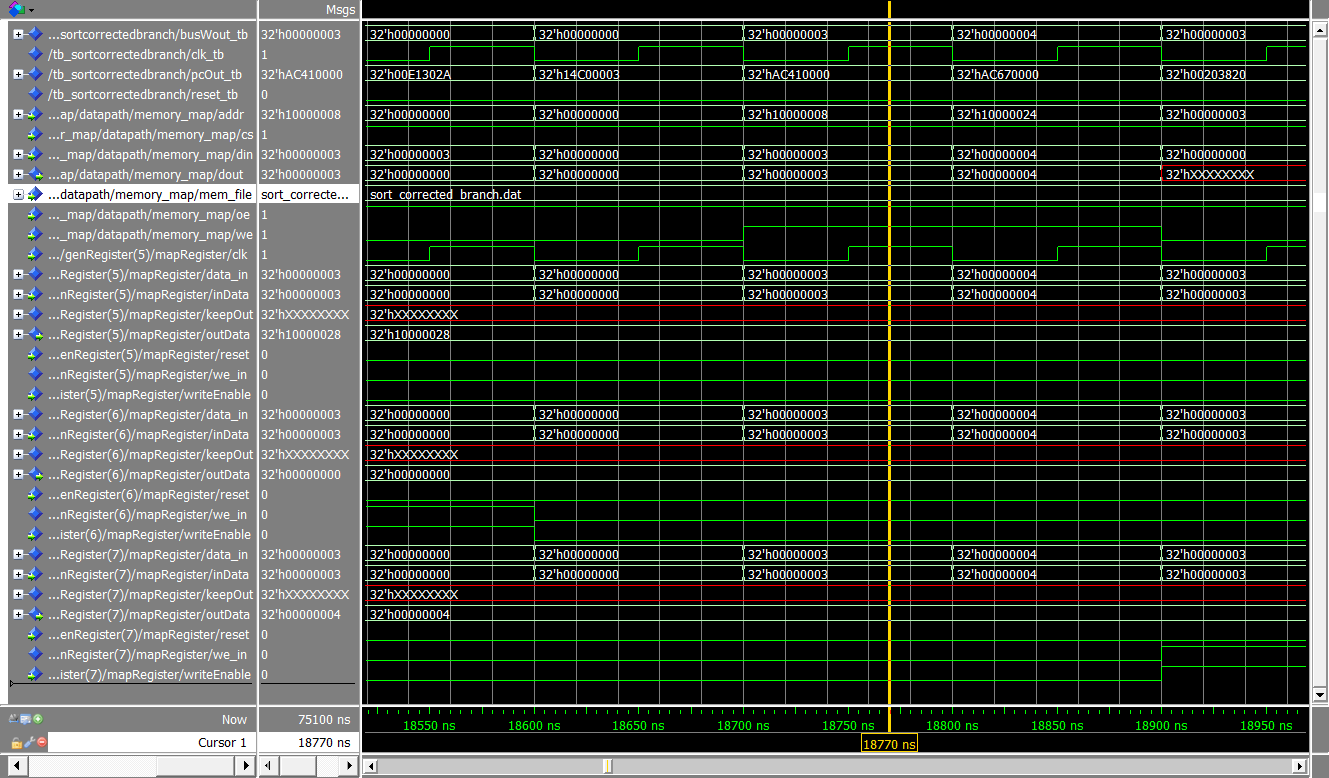 Msgs
...sortcorrectedbranch/busWout_tb 32'h00000003 32'h00000000 32'h00000000 32'h00000003 32'h00000004 32'h00000003
/tb_sortcorrectedbranch/clk_tb 1
/tb_sortcorrectedbranch/pcOut_tb 32'hAC410000 32'h00E1302A 32'h14C00003 32'hAC410000 32'hAC670000 32'h00203820
/tb_sortcorrectedbranch/reset_tb 0
...ap/datapath/memory_map/addr 32'h10000008 32'h00000000 32'h00000000 32'h10000008 32'h10000024 32'h00000003
...r_map/datapath/memory_map/cs 1
..._map/datapath/memory_map/din 32'h00000003 32'h00000003 32'h00000000 32'h00000003 32'h00000004 32'h00000000
...ap/datapath/memory_map/dout 32'h00000003 32'h00000000 32'h00000000 32'h00000003 32'h00000004 32'hXXXXXXXX
...datapath/memory_map/mem_file sort_correcte... sort_corrected_branch.dat
..._map/datapath/memory_map/oe 1
..._map/datapath/memory_map/we 1
.../genRegister(5)/mapRegister/clk 1
...Register(5)/mapRegister/data_in 32'h00000003 32'h00000000 32'h00000000 32'h00000003 32'h00000004 32'h00000003
...nRegister(5)/mapRegister/inData 32'h00000003 32'h00000000 32'h00000000 32'h00000003 32'h00000004 32'h00000003
...Register(5)/mapRegister/keepOut 32'hXXXXXXXX 32'hXXXXXXXX
...Register(5)/mapRegister/outData 32'h10000028 32'h10000028
...enRegister(5)/mapRegister/reset 0
...nRegister(5)/mapRegister/we_in 0
...ister(5)/mapRegister/writeEnable 0
...Register(6)/mapRegister/data_in 32'h00000003 32'h00000000 32'h00000000 32'h00000003 32'h00000004 32'h00000003
...nRegister(6)/mapRegister/inData 32'h00000003 32'h00000000 32'h00000000 32'h00000003 32'h00000004 32'h00000003
...Register(6)/mapRegister/keepOut 32'hXXXXXXXX 32'hXXXXXXXX
...Register(6)/mapRegister/outData 32'h00000000 32'h00000000
...enRegister(6)/mapRegister/reset 0
...nRegister(6)/mapRegister/we_in 0
...ister(6)/mapRegister/writeEnable 0
...Register(7)/mapRegister/data_in 32'h00000003 32'h00000000 32'h00000000 32'h00000003 32'h00000004 32'h00000003
...nRegister(7)/mapRegister/inData 32'h00000003 32'h00000000 32'h00000000 32'h00000003 32'h00000004 32'h00000003
...Register(7)/mapRegister/keepOut 32'hXXXXXXXX 32'hXXXXXXXX
...Register(7)/mapRegister/outData 32'h00000004 32'h00000004
...enRegister(7)/mapRegister/reset 0
...nRegister(7)/mapRegister/we_in 0
...ister(7)/mapRegister/writeEnable 0
Now 75100 ns 18550 ns 18600 ns 18650 ns 18700 ns 18750 ns 18800 ns 18850 ns 18900 ns 18950 ns
Cursor 1 18770 ns 18770 ns